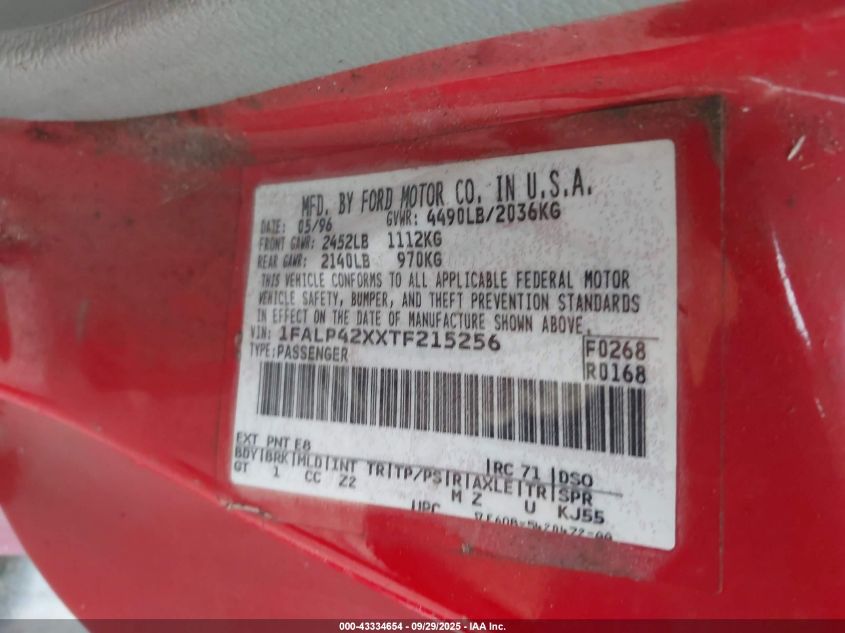 MFD. BY FORD MOTOR CO. IN U.S.A.
DATE: 05/96 GVWR: 4490LB/2036KG
FRONT GAWR: 2452LB 1112KG
REAR GAWR: 2140LB 970KG
THIS VEHICLE CONFORMS TO ALL APPLICABLE FEDERAL MOTOR
VEHICLE SAFETY, BUMPER, AND THEFT PREVENTION STANDARDS
IN EFFECT ON THE DATE OF MANUFACTURE SHOWN ABOVE.
VIN: 1FALP42XXTF215256 F0268
TYPE: PASSENGER R0168
EXT PNT E8 RC 71 DSO
BDY BRK MLD INT TR TP/PS R AXLE TR SPR
GT 1 CC Z2 M Z U KJ55
UPC
000-43334654 - 09/29/2025 - IAA Inc.